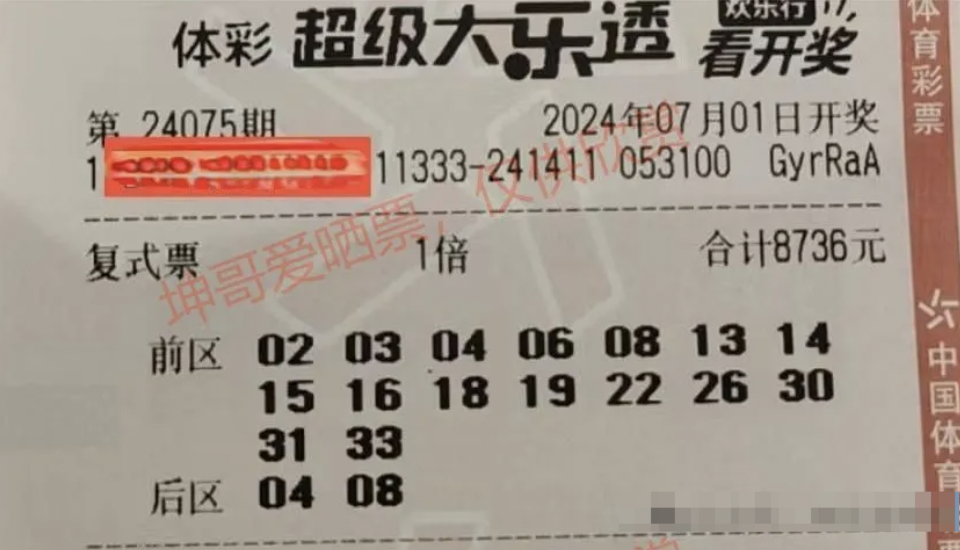 体彩 超级大乐透
欢乐行
看开奖
第 24075期 2024年07月01日开奖
11333-241411 053100 GyrRaA
复式票 1倍 合计8736元
坤哥爱晒票，仅供欣赏
前区 02 03 04 06 08 13 14
15 16 18 19 22 26 30
31 33
后区 04 08
体育彩票
中国体育